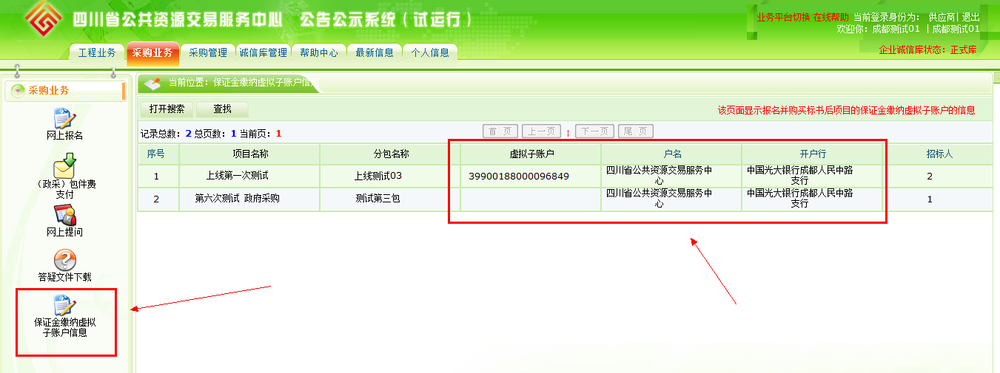 四川省公共资源交易服务中心 公告公示系统（试运行）
业务平台切换 在线帮助 当前登录身份为： 供应商| 退出
欢迎你：成都测试01 | 成都测试01
企业诚信库状态：正式库
工程业务 采购业务 采购管理 诚信库管理 帮助中心 最新信息 个人信息
采购业务
网上报名
（政采）包件费
支付
网上提问
答疑文件下载
保证金缴纳虚拟
子账户信息
当前位置：保证金缴纳虚拟子账户信息
打开搜索 查找
该页面显示报名并购买标书后项目的保证金缴纳虚拟子账户的信息
记录总数：2 总页数：1 当前页：1
首 页 上一页 ¦ 下一页 尾 页
序号 项目名称 分包名称 虚拟子账户 户名 开户行 招标人
1 上线第一次测试 上线测试03 39900188000096849 四川省公共资源交易服务中 中国光大银行成都人民中路 2
心 支行
2 第六次测试 政府采购 测试第三包 四川省公共资源交易服务中 中国光大银行成都人民中路 1
心 支行